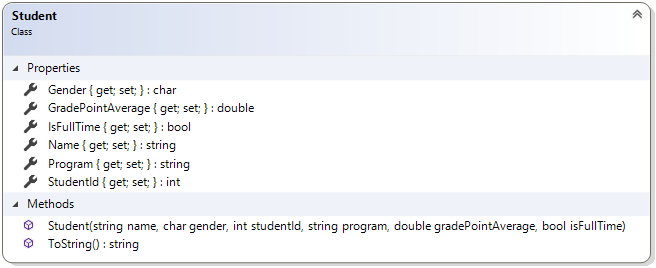 Student
Class
Properties
Gender { get; set; } : char
GradePointAverage { get; set; } : double
IsFullTime { get; set; } : bool
Name { get; set; } : string
Program { get; set; } : string
StudentId { get; set; } : int
Methods
Student(string name, char gender, int studentId, string program, double gradePointAverage, bool isFullTime)
ToString() : string